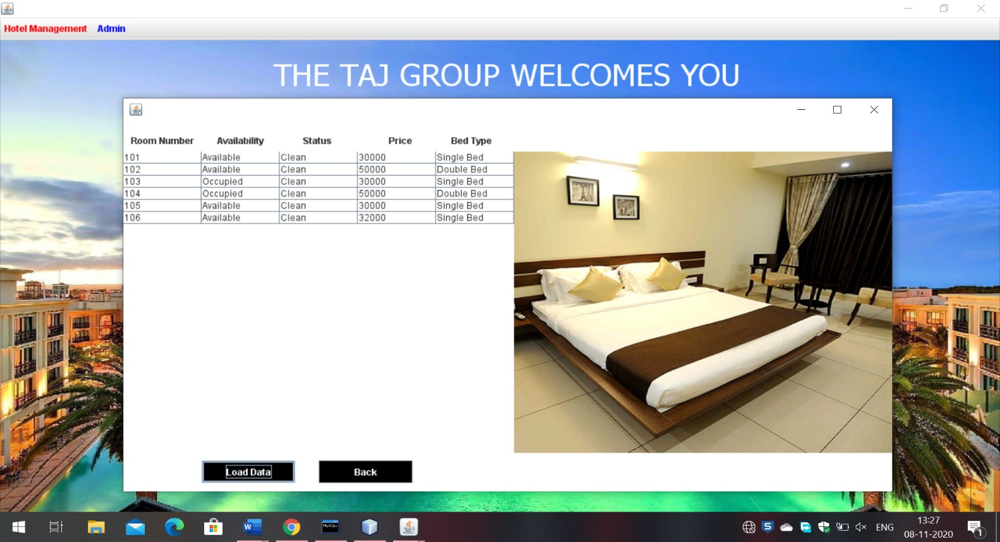 Hotel Management Admin
THE TAJ GROUP WELCOMES YOU
Room Number Availability Status Price Bed Type
101 Available Clean 30000 Single Bed
102 Available Clean 50000 Double Bed
103 Occupied Clean 30000 Single Bed
104 Occupied Clean 50000 Double Bed
105 Available Clean 30000 Single Bed
106 Available Clean 32000 Single Bed
Load Data Back
W MySQL S ENG 13:27
08-11-2020 1